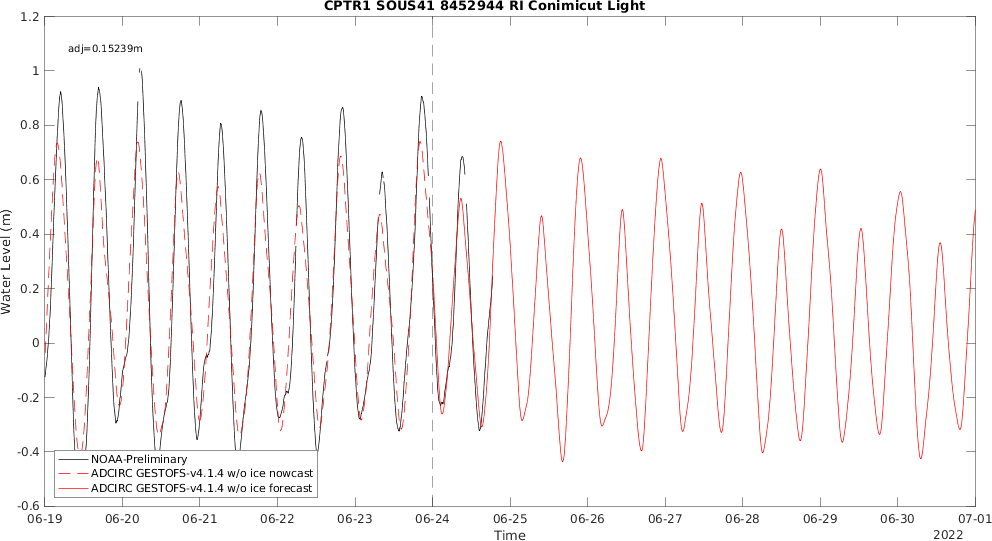 CPTR1 SOUS41 8452944 RI Conimicut Light
adj=0.15239m
1.2
1
0.8
0.6
0.4
0.2
0
-0.2
-0.4
-0.6
Water Level (m)
NOAA-Preliminary
ADCIRC GESTOFS-v4.1.4 w/o ice nowcast
ADCIRC GESTOFS-v4.1.4 w/o ice forecast
06-19 06-20 06-21 06-22 06-23 06-24 06-25 06-26 06-27 06-28 06-29 06-30 07-01
Time
2022